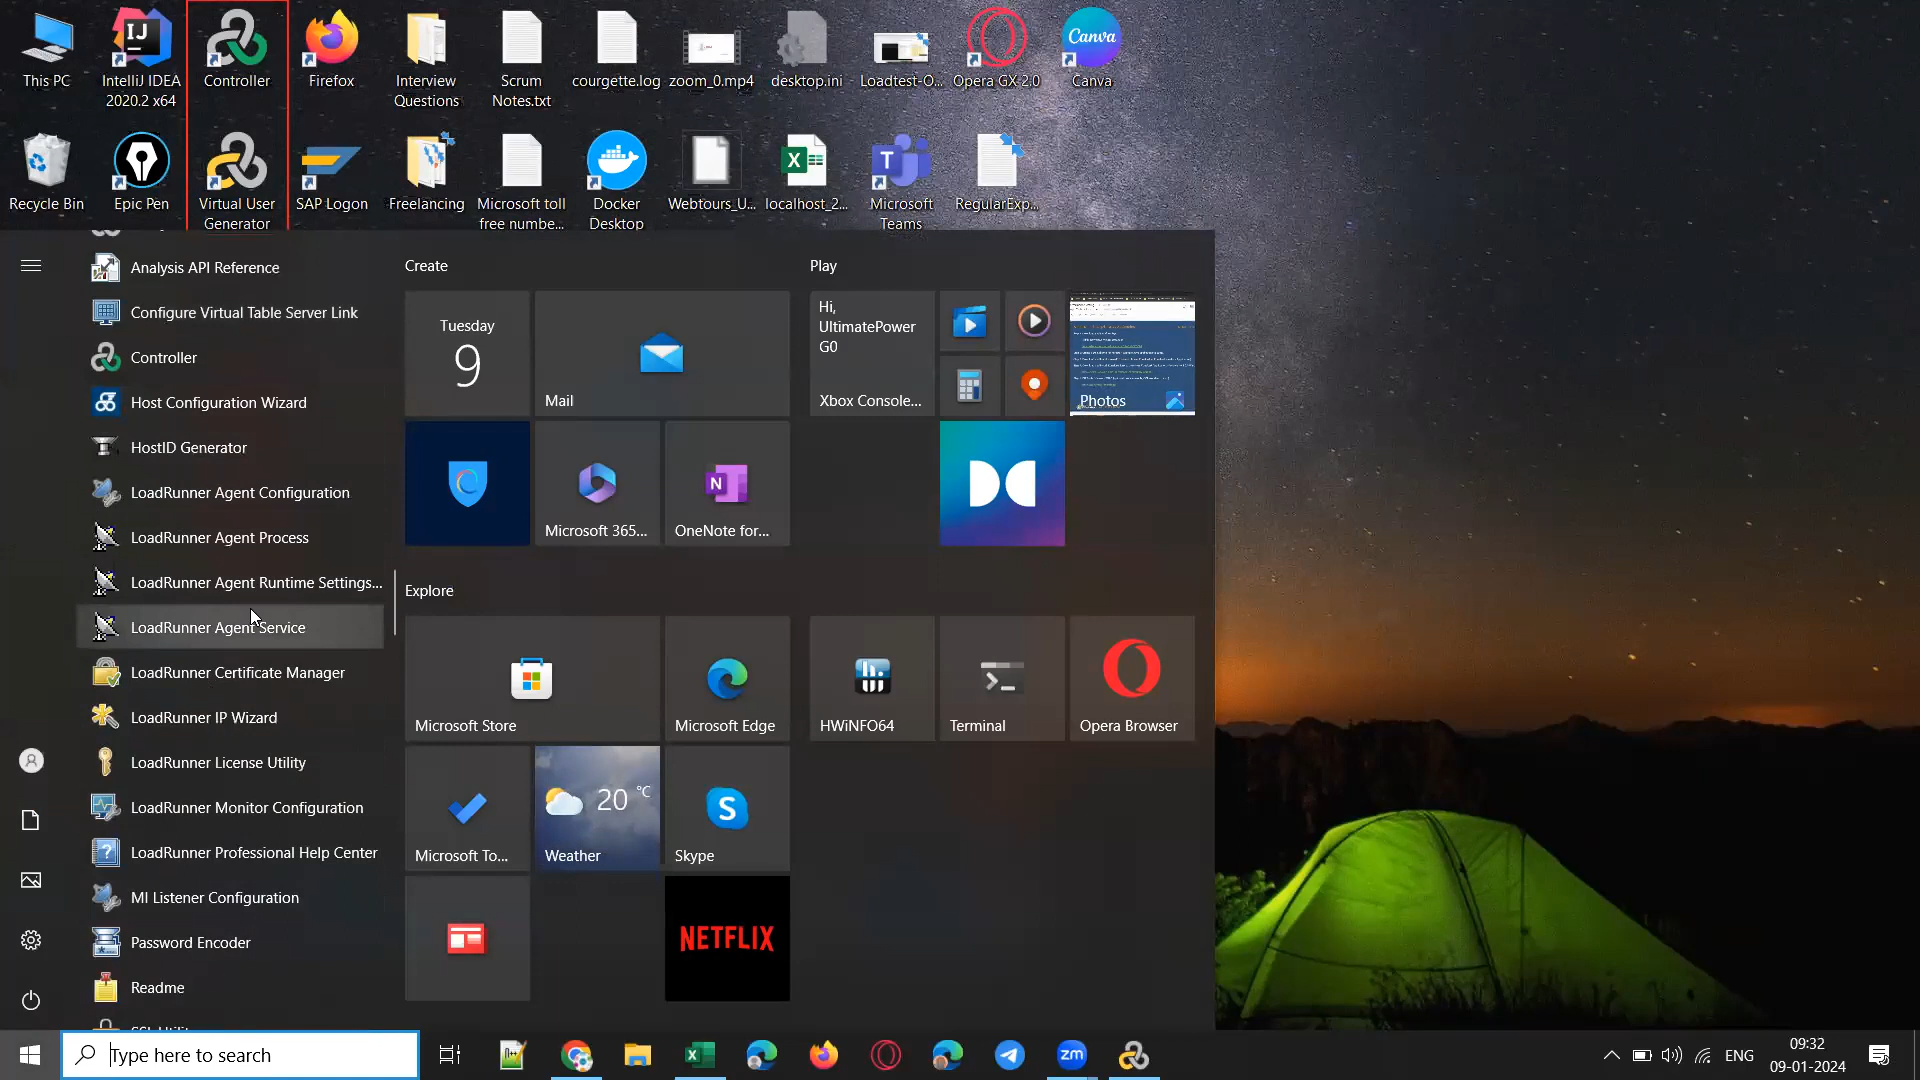 This PC
IntelliJ IDEA
2020.2 x64
Controller
Firefox
Interview
Questions
Scrum
Notes.txt
courgette.log
zoom_0.mp4
desktop.ini
Loadtest-O...
Opera GX 2.0
Canva
Canva
Recycle Bin
Epic Pen
Virtual User
Generator
SAP Logon
Freelancing
Microsoft toll
free numbe...
Docker
Desktop
Webtours_U...
localhost_2...
Microsoft
Teams
RegularExp...
Analysis API Reference
Configure Virtual Table Server Link
Controller
Host Configuration Wizard
HostID Generator
LoadRunner Agent Configuration
LoadRunner Agent Process
LoadRunner Agent Runtime Settings...
LoadRunner Agent Service
LoadRunner Certificate Manager
LoadRunner IP Wizard
LoadRunner License Utility
LoadRunner Monitor Configuration
LoadRunner Professional Help Center
MI Listener Configuration
Password Encoder
Readme
Create
Tuesday
9
Mail
Microsoft 365...
OneNote for...
Play
Hi,
UltimatePower
G0
Xbox Console...
Photos
Explore
Microsoft Store
Microsoft Edge
HWiNFO64
Terminal
Opera Browser
Microsoft To...
20 °C
Weather
Skype
NETFLIX
Type here to search
zm
ENG
09:32
09-01-2024